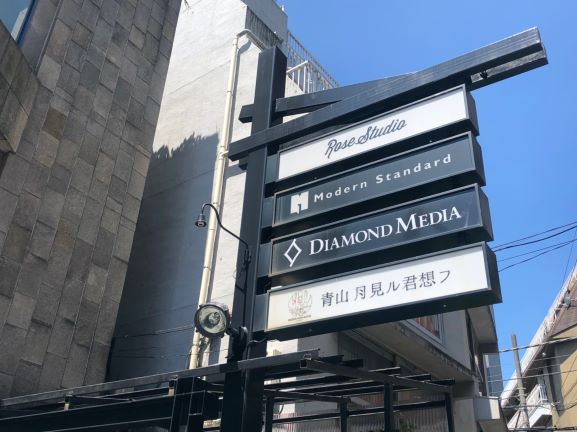 Rose Studio
Modern Standard
DIAMOND MEDIA
青山 月見ル君想フ